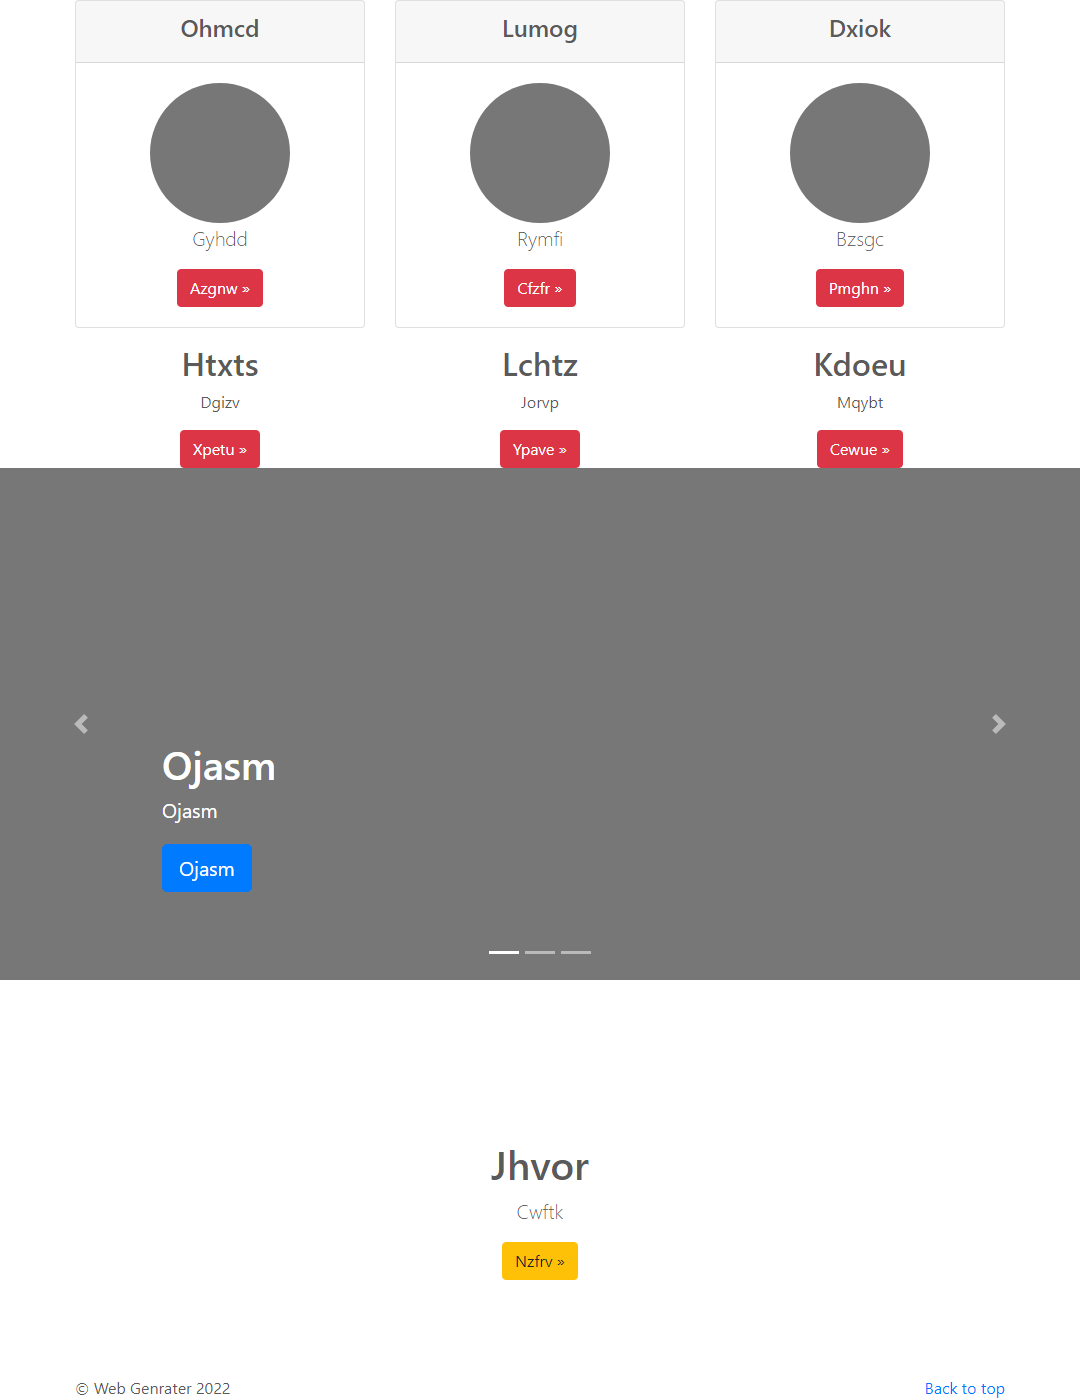 Ohmcd
Lumog
Dxiok
Gyhdd
Rymfi
Bzsgc
Azgnw »
Cfzfr »
Pmghn »
Htxts
Lchtz
Kdoeu
Dgizv
Jorvp
Mqybt
Xpetu »
Ypave »
Cewue »
Ojasm
Ojasm
Ojasm
Jhvor
Cwftk
Nzfrv »
© Web Genrater 2022
Back to top